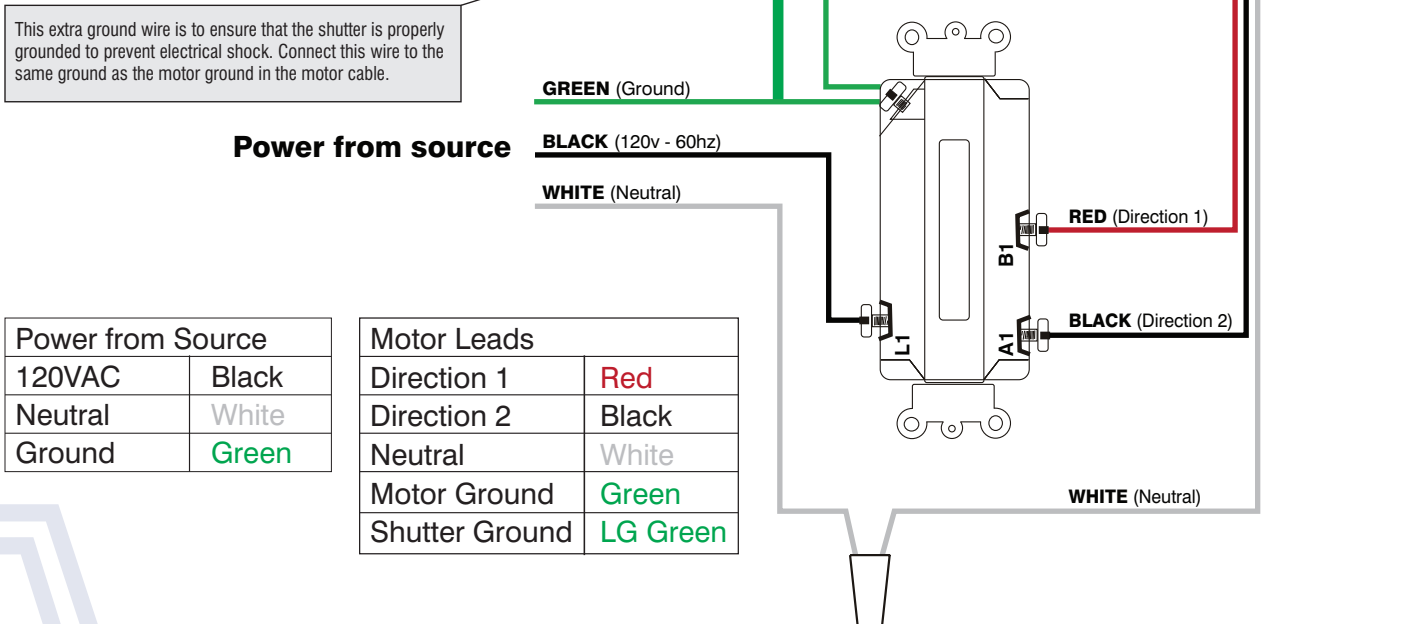 This extra ground wire is to ensure that the shutter is properly
grounded to prevent electrical shock. Connect this wire to the
same ground as the motor ground in the motor cable.
GREEN (Ground)
Power from source
BLACK (120v - 60hz)
WHITE (Neutral)
RED (Direction 1)
B1
BLACK (Direction 2)
L1
A1
WHITE (Neutral)
Power from Source
120VAC Black
Neutral White
Ground Green
Motor Leads
Direction 1 Red
Direction 2 Black
Neutral White
Motor Ground Green
Shutter Ground LG Green